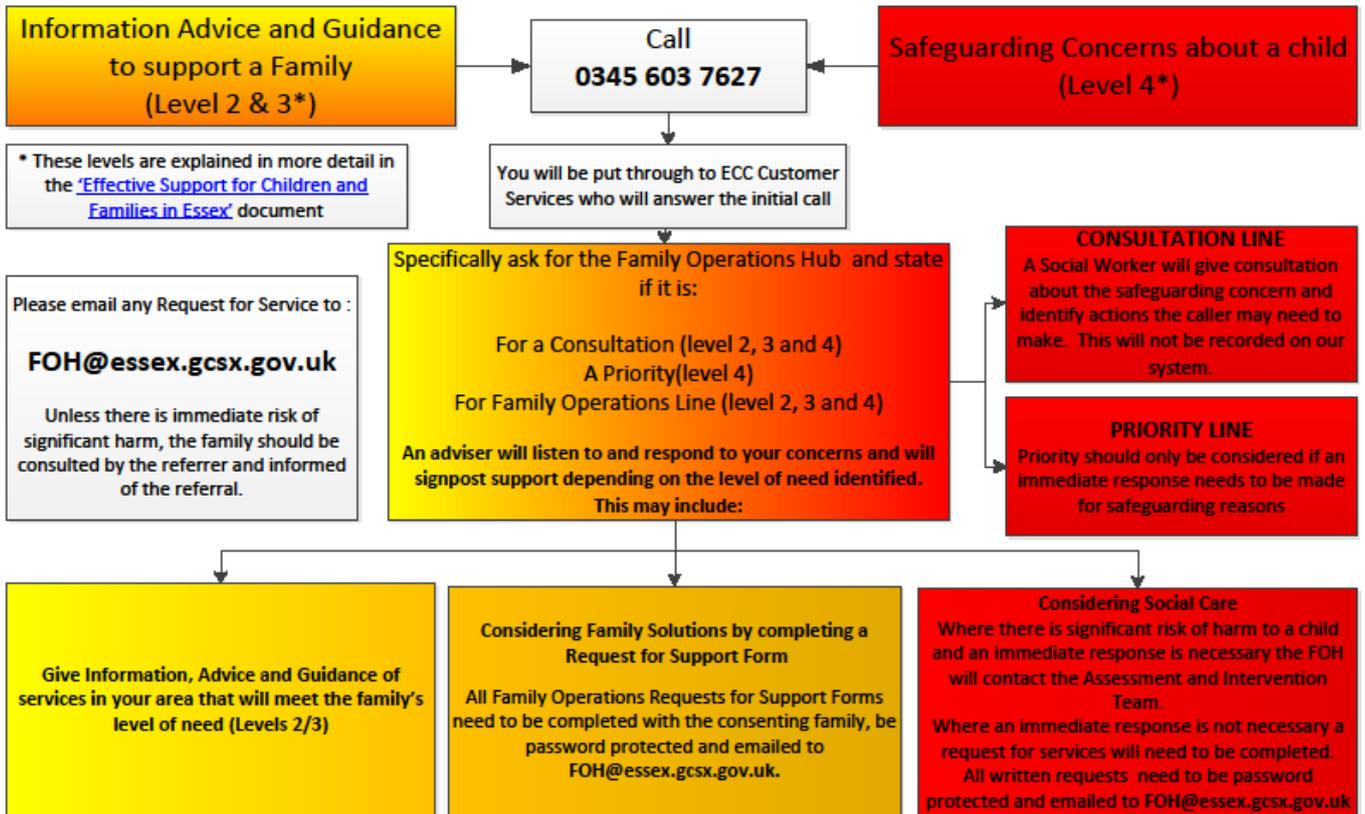 Information Advice and Guidance
to support a Family
(Level 2 & 3*)
Call
0345 603 7627
Safeguarding Concerns about a child
(Level 4*)
* These levels are explained in more detail in
the 'Effective Support for Children and
Families in Essex' document
You will be put through to ECC Customer
Services who will answer the initial call
Please email any Request for Service to :
FOH@essex.gcsx.gov.uk
Unless there is immediate risk of
significant harm, the family should be
consulted by the referrer and informed
of the referral.
Specifically ask for the Family Operations Hub and state
if it is:
For a Consultation (level 2, 3 and 4)
A Priority(level 4)
For Family Operations Line (level 2, 3 and 4)
An adviser will listen to and respond to your concerns and will
signpost support depending on the level of need identified.
This may include:
CONSULTATION LINE
A Social Worker will give consultation
about the safeguarding concern and
identify actions the caller may need to
make. This will not be recorded on our
system.
PRIORITY LINE
Priority should only be considered if an
immediate response needs to be made
for safeguarding reasons
Give Information, Advice and Guidance of
services in your area that will meet the family's
level of need (Levels 2/3)
Considering Family Solutions by completing a
Request for Support Form
All Family Operations Requests for Support Forms
need to be completed with the consenting family, be
password protected and emailed to
FOH@essex.gcsx.gov.uk.
Considering Social Care
Where there is significant risk of harm to a child
and an immediate response is necessary the FOH
will contact the Assessment and Intervention
Team.
Where an immediate response is not necessary a
request for services will need to be completed.
All written requests need to be password
protected and emailed to FOH@essex.gcsx.gov.uk